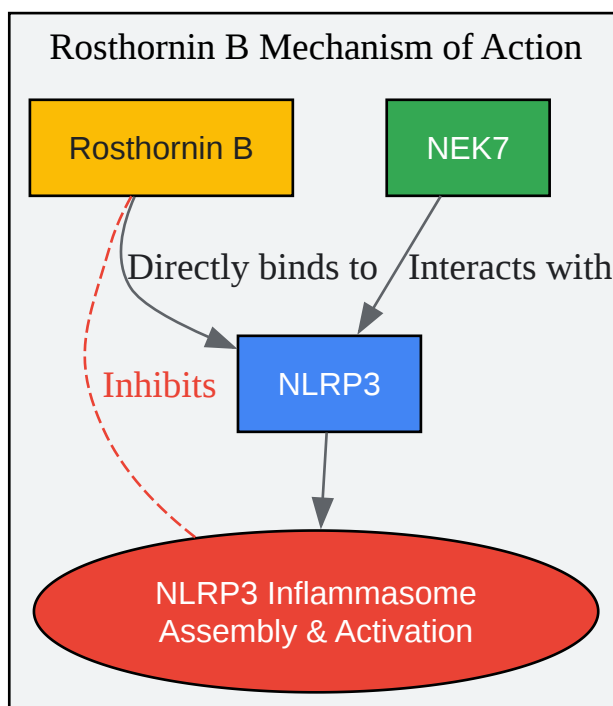 Rosthornin B Mechanism of Action
Rosthornin B
NEK7
Directly binds to
Interacts with
NLRP3
Inhibits
NLRP3 Inflammasome
Assembly & Activation